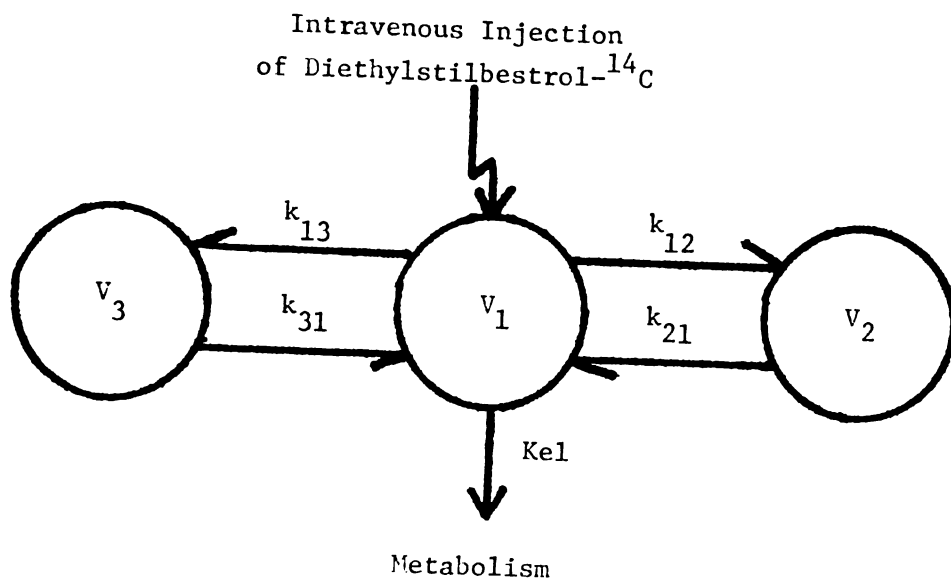 Intravenous Injection
of Diethylstilbestrol-¹⁴C
k₁₃
k₁₂
V₃
k₃₁
V₁
k₂₁
V₂
Kel
Metabolism